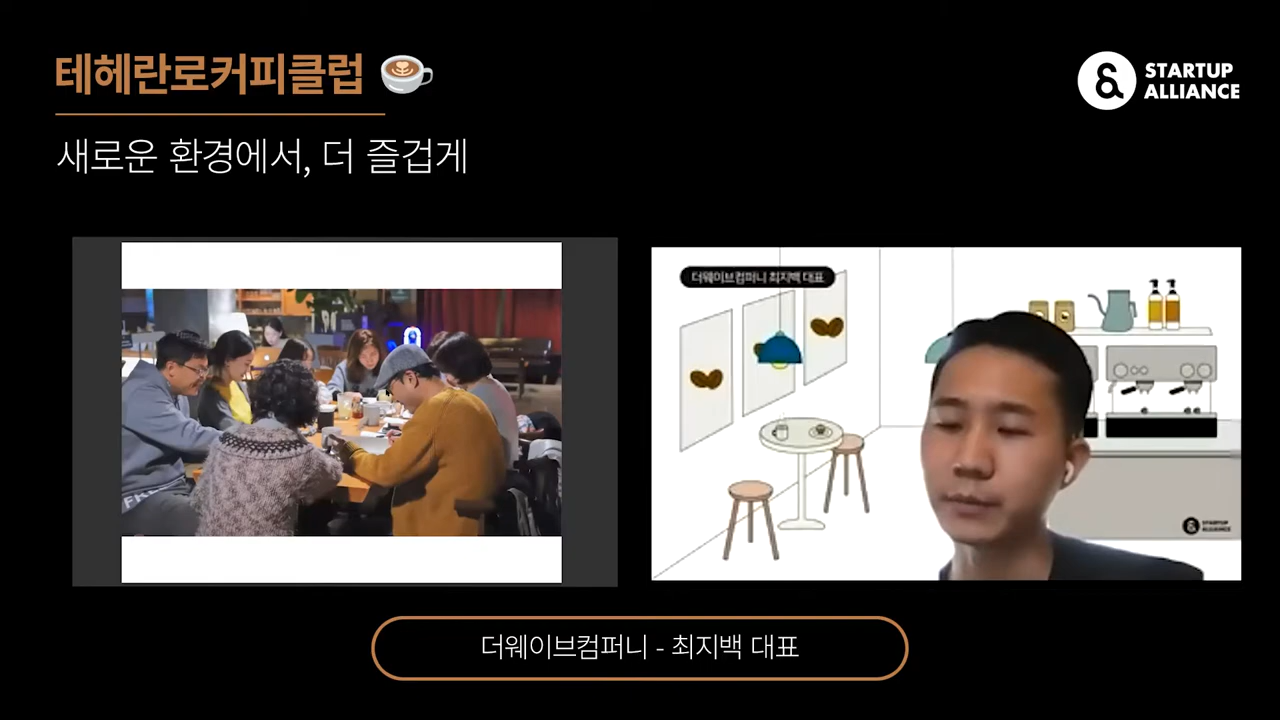 테헤란로커피클럽
STARTUP
ALLIANCE
새로운 환경에서, 더 즐겁게
더웨이브컴퍼니 최지백 대표
STARTUP
ALLIANCE
더웨이브컴퍼니 - 최지백 대표